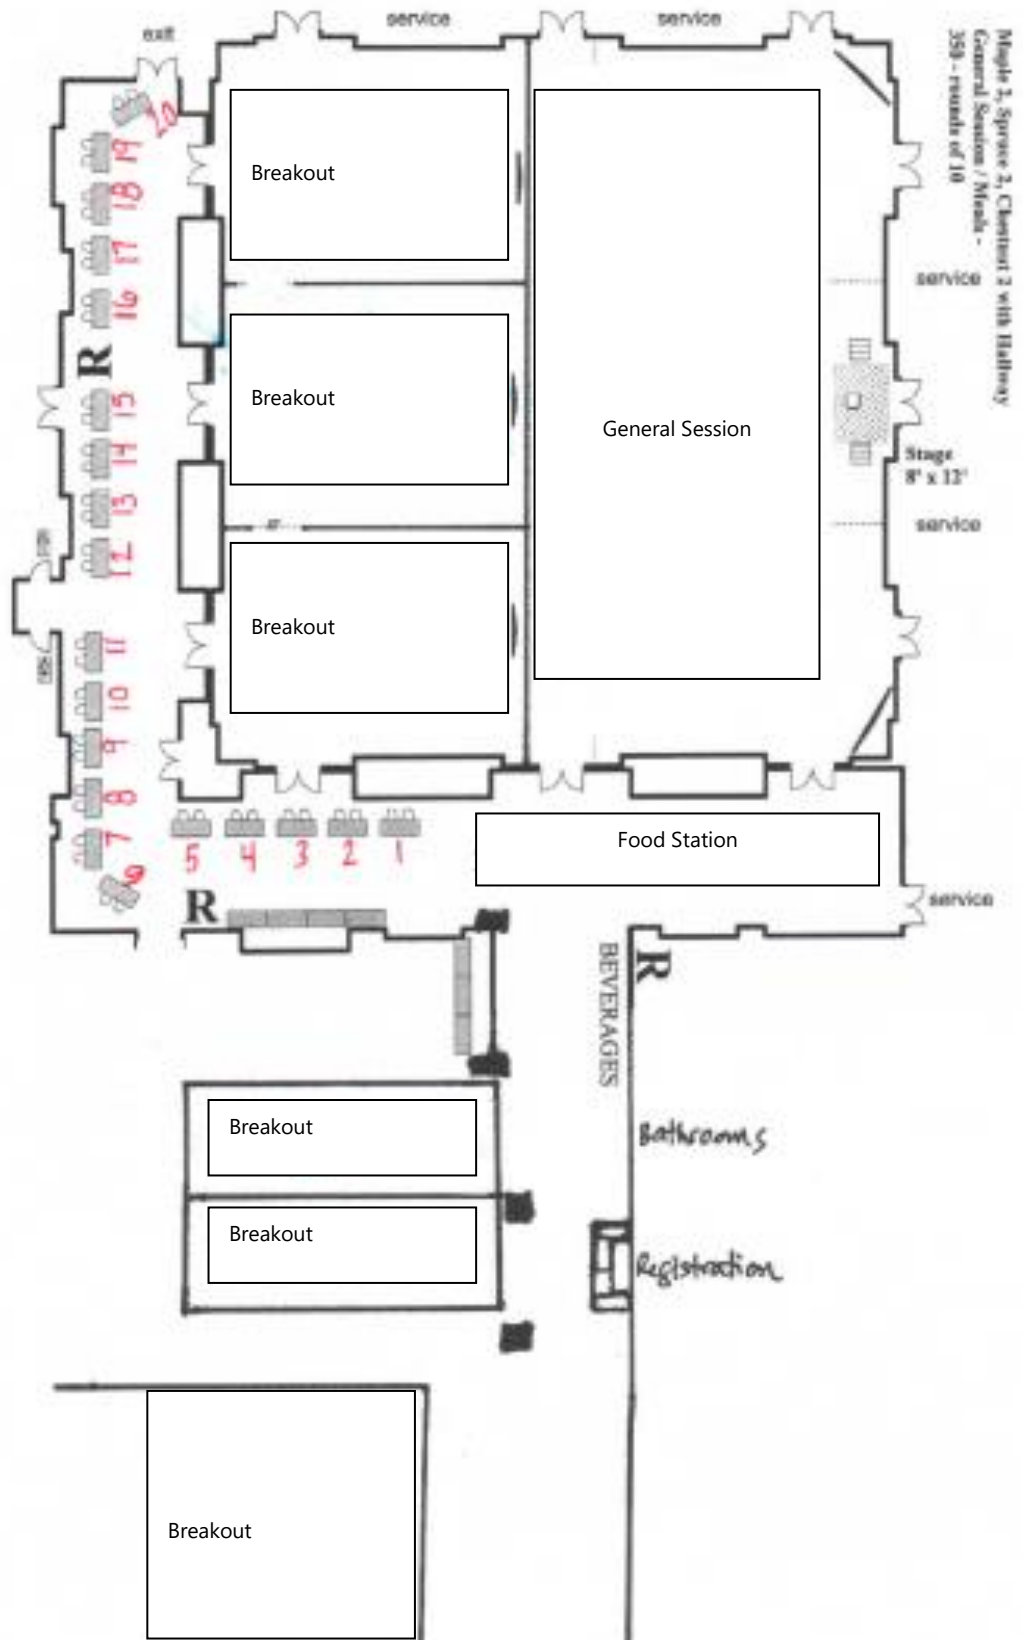 service
service
exit
Maple 2, Spruce 2, Chestnut 2 with Hallway
General Session / Meals -
350 - rounds of 10
20
19
18
17
16
R
15
14
13
12
11
10
9
8
7
6
5
4
3
2
1
Breakout
Breakout
Breakout
General Session
service
Stage
8' x 12'
service
Food Station
service
R
R
BEVERAGES
Breakout
Breakout
Bathrooms
Registration
Breakout